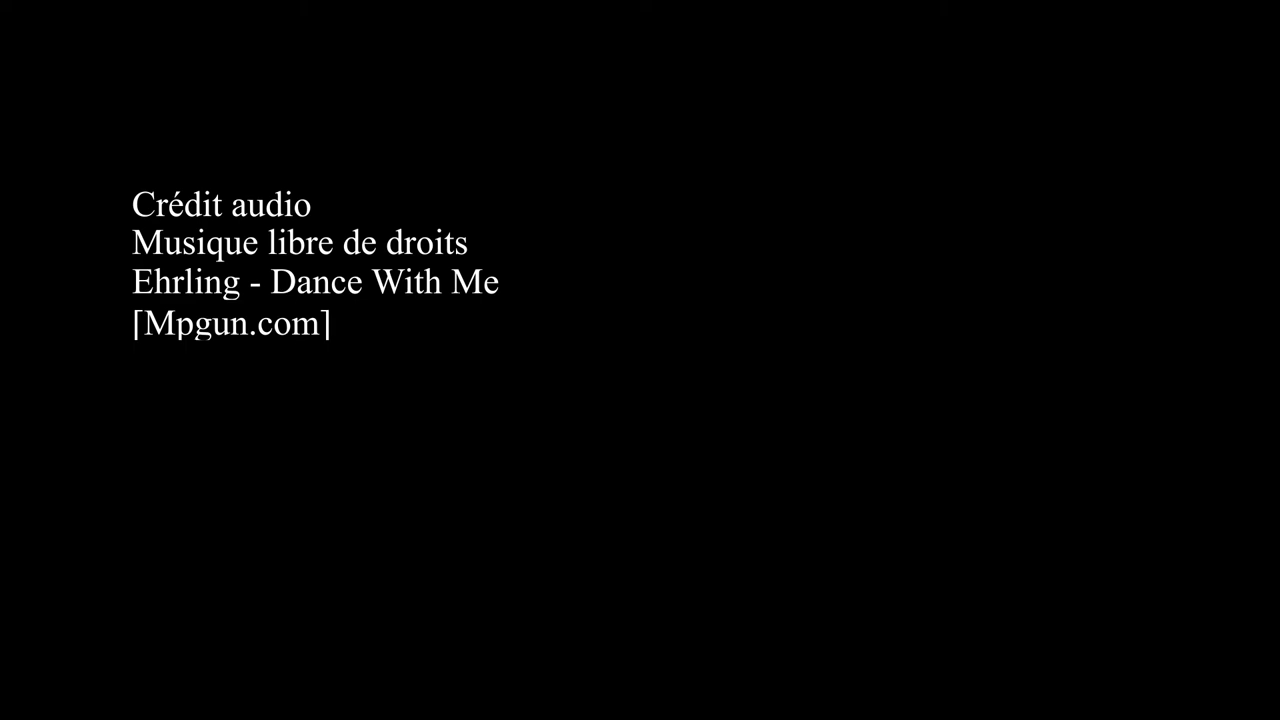 Crédit audio
Musique libre de droits
Ehrling - Dance With Me
[Mpgun.com]